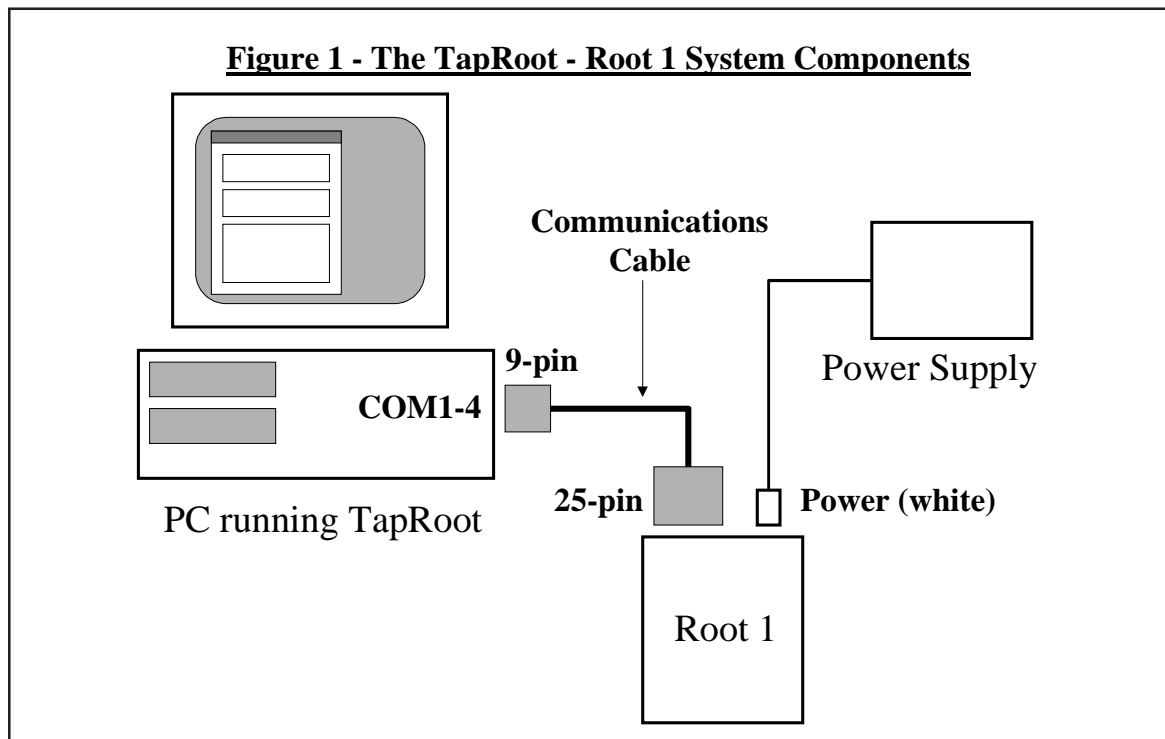 Figure 1 - The TapRoot - Root 1 System Components
Communications
Cable
9-pin
COM1-4
Power Supply
25-pin
Power (white)
PC running TapRoot
Root 1